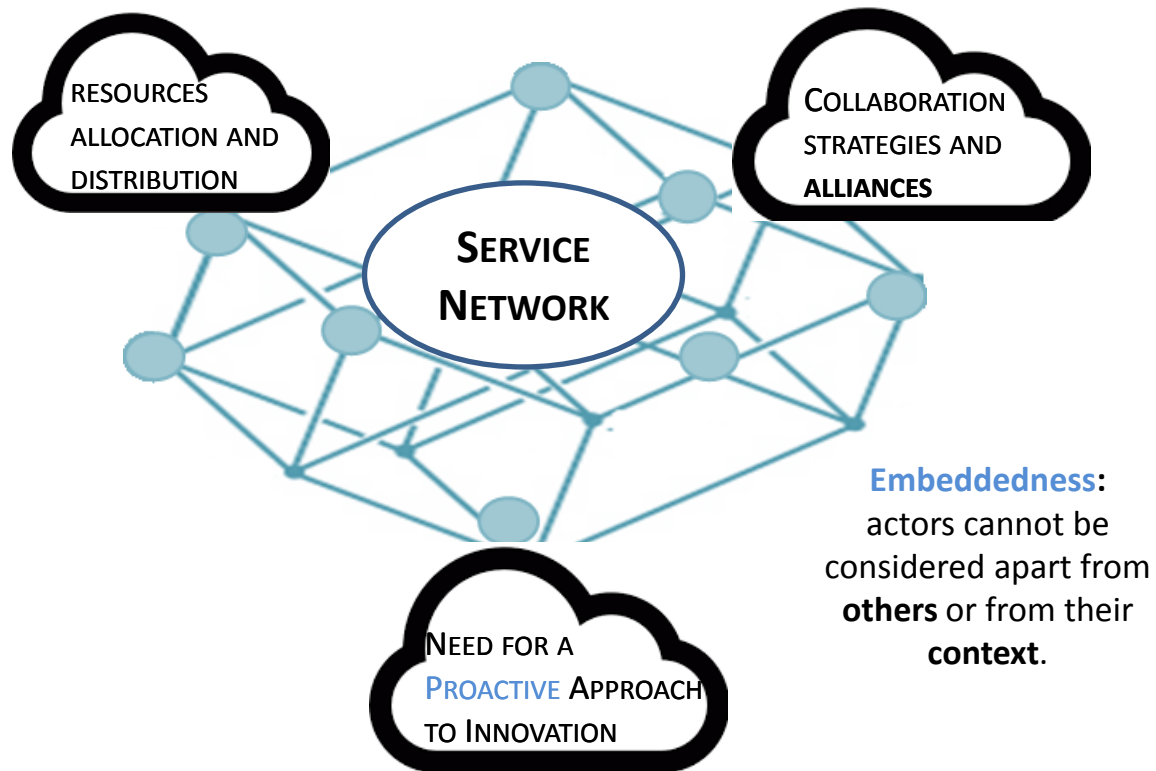 RESOURCES
ALLOCATION AND
DISTRIBUTION
COLLABORATION
STRATEGIES AND
ALLIANCES
SERVICE
NETWORK
Embeddedness:
actors cannot be
considered apart from
others or from their
context.
NEED FOR A
PROACTIVE APPROACH
TO INNOVATION